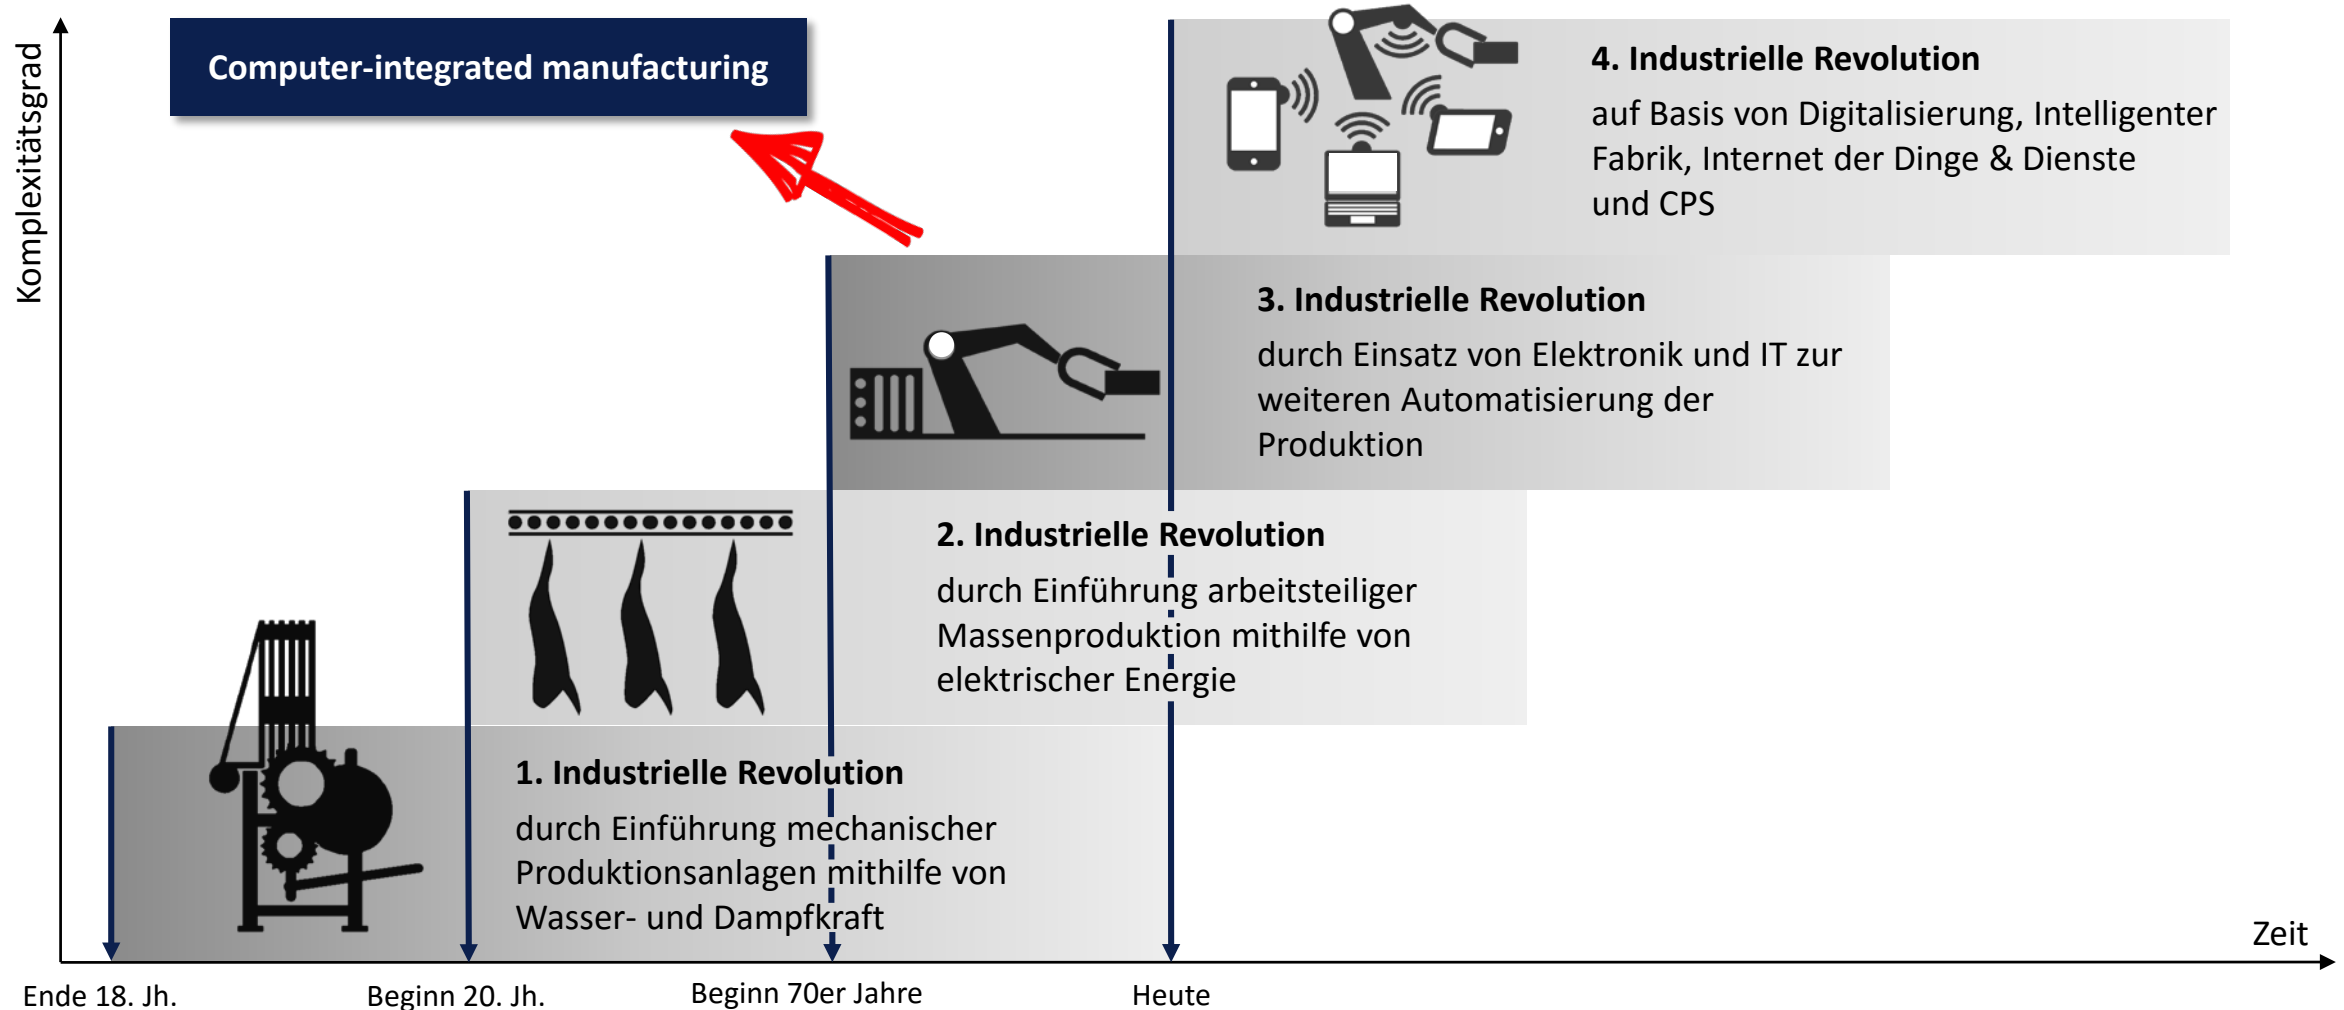 Komplexitätsgrad
Computer-integrated manufacturing
4. Industrielle Revolution
auf Basis von Digitalisierung, Intelligenter
Fabrik, Internet der Dinge & Dienste
und CPS
3. Industrielle Revolution
durch Einsatz von Elektronik und IT zur
weiteren Automatisierung der
Produktion
2. Industrielle Revolution
durch Einführung arbeitsteiliger
Massenproduktion mithilfe von
elektrischer Energie
1. Industrielle Revolution
durch Einführung mechanischer
Produktionsanlagen mithilfe von
Wasser- und Dampfkraft
Zeit
Ende 18. Jh.
Beginn 20. Jh.
Beginn 70er Jahre
Heute